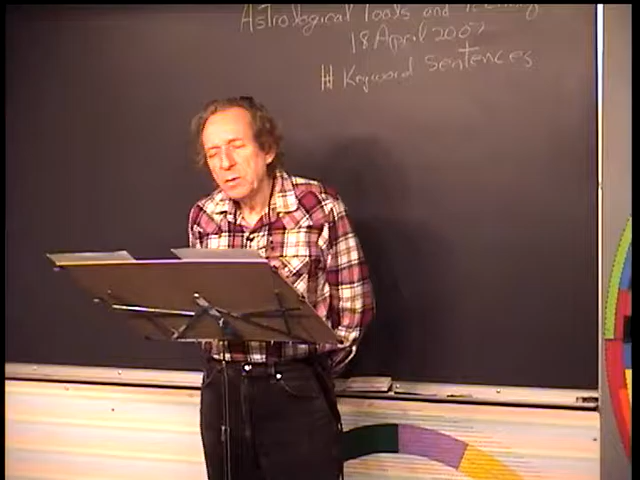 Astrological Tools and
18 April 2007
# Keyword Sentences